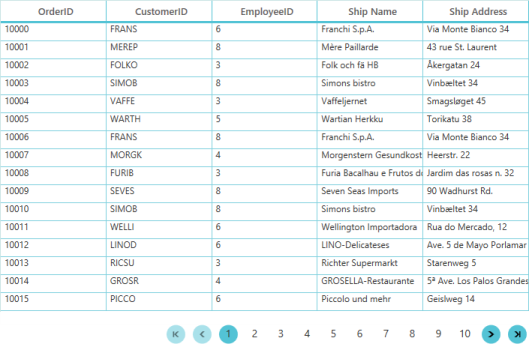 OrderID CustomerID EmployeeID Ship Name Ship Address
10000 FRANS 6 Franchi S.p.A. Via Monte Bianco 34
10001 MEREP 8 Mère Paillarde 43 rue St. Laurent
10002 FOLKO 3 Folk och fä HB Åkergatan 24
10003 SIMOB 8 Simons bistro Vinbæltet 34
10004 VAFFE 3 Vaffeljernet Smagsløget 45
10005 WARTH 5 Wartian Herkku Torikatu 38
10006 FRANS 8 Franchi S.p.A. Via Monte Bianco 34
10007 MORGK 4 Morgenstern Gesundkost Heerstr. 22
10008 FURIB 3 Furia Bacalhau e Frutos do Jardim das rosas n. 32
10009 SEVES 8 Seven Seas Imports 90 Wadhurst Rd.
10010 SIMOB 8 Simons bistro Vinbæltet 34
10011 WELLI 6 Wellington Importadora Rua do Mercado, 12
10012 LINOD 6 LINO-Delicateses Ave. 5 de Mayo Porlamar
10013 RICSU 3 Richter Supermarkt Starenweg 5
10014 GROSR 4 GROSELLA-Restaurante 5ª Ave. Los Palos Grandes
10015 PICCO 6 Piccolo und mehr Geislweg 14
1 2 3 4 5 6 7 8 9 10